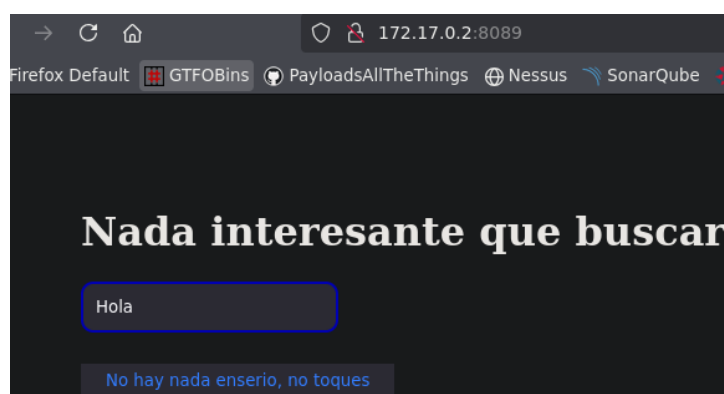 172.17.0.2:8089
Firefox Default GTFOBins PayloadsAllTheThings Nessus SonarQube
Nada interesante que buscar
Hola
No hay nada enserio, no toques